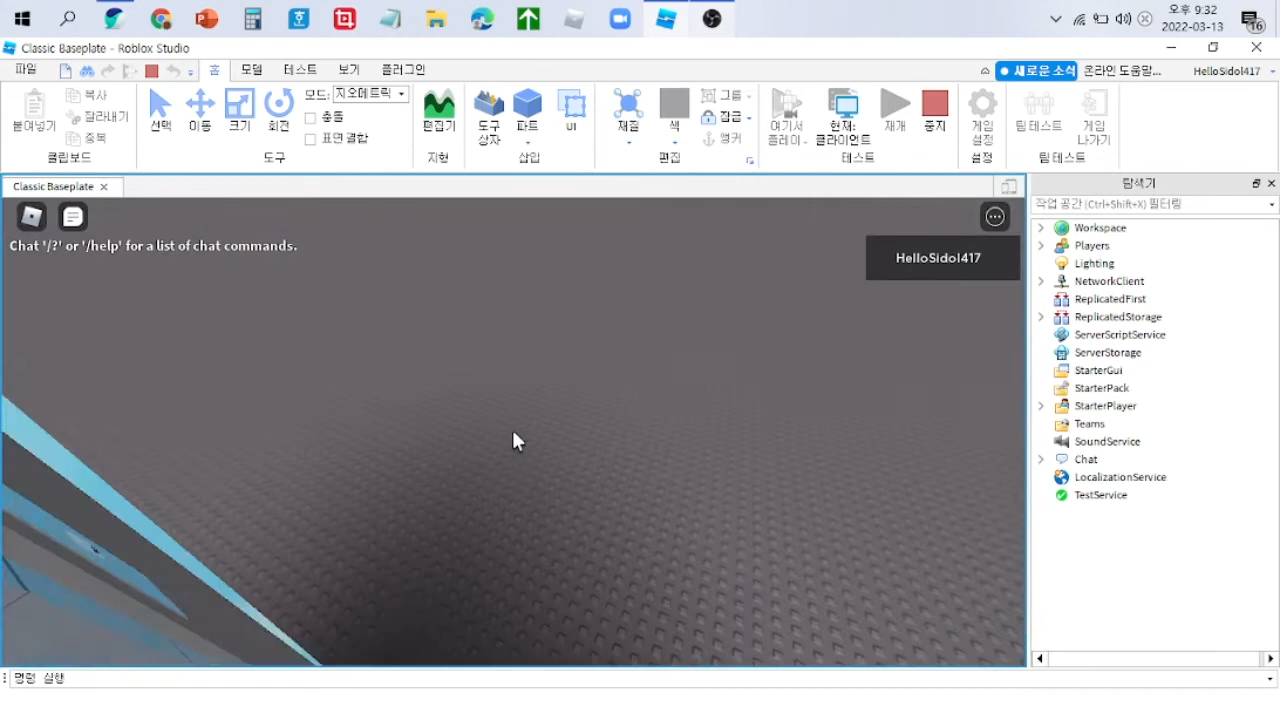 오후 9:32
2022-03-13
16
Classic Baseplate - Roblox Studio
파일 홈 모델 테스트 보기 플러그인
새로운 소식 온라인 도움말... HelloSidol417
붙여넣기 복사 잘라내기 중복
클립보드
선택 이동 크기 회전 모드: 지오메트릭 충돌 표면 결합
도구
편집기
지형
도구 상자 파트 UI
삽입
재질 색 그룹 잠금 앵커
편집
여기서 플레이 현재: 클라이언트 재개 중지
테스트
게임 설정
설정
팀 테스트 게임 나가기
팀 테스트
Classic Baseplate
Chat '/?' or '/help' for a list of chat commands.
HelloSidol417
탐색기
작업 공간 (Ctrl+Shift+X) 필터링
Workspace
Players
Lighting
NetworkClient
ReplicatedFirst
ReplicatedStorage
ServerScriptService
ServerStorage
StarterGui
StarterPack
StarterPlayer
Teams
SoundService
Chat
LocalizationService
TestService
명령 실행